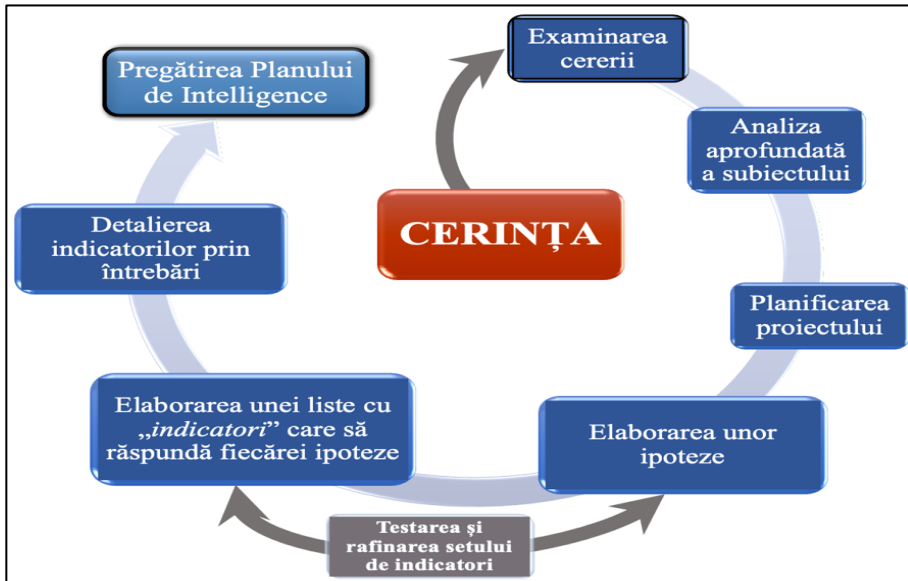 CERINȚA
Examinarea
cererii
Analiza
aprofundată
a subiectului
Planificarea
proiectului
Elaborarea unor
ipoteze
Testarea și
rafinarea setului
de indicatori
Elaborarea unei liste cu
„indicatori” care să
răspundă fiecărei ipoteze
Detalierea
indicatorilor prin
întrebări
Pregătirea Planului
de Intelligence